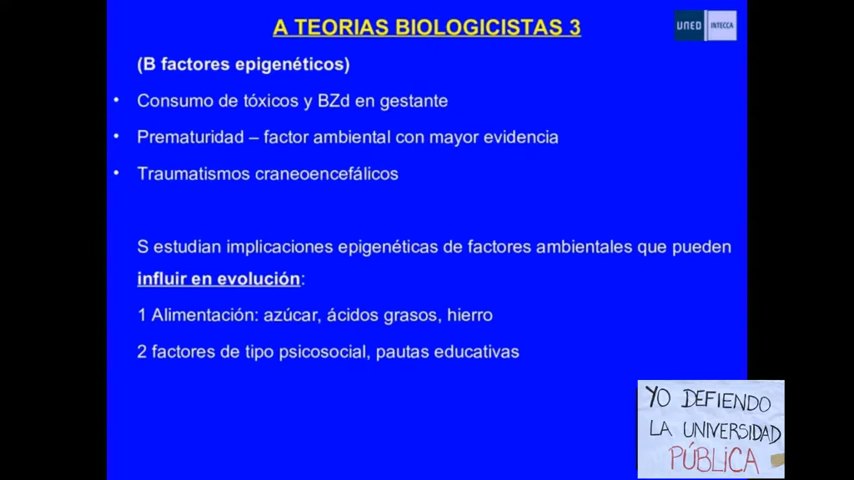 A TEORIAS BIOLOGICISTAS 3
UNED INTECCA
(B factores epigenéticos)
• Consumo de tóxicos y BZd en gestante
• Prematuridad – factor ambiental con mayor evidencia
• Traumatismos craneoencefálicos
S estudian implicaciones epigenéticas de factores ambientales que pueden
influir en evolución:
1 Alimentación: azúcar, ácidos grasos, hierro
2 factores de tipo psicosocial, pautas educativas
YO DEFIENDO
LA UNIVERSIDAD
PÚBLICA